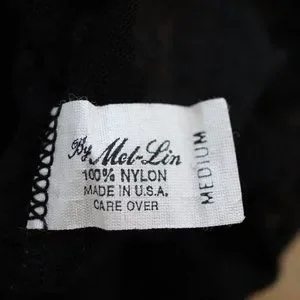 By Mel-Lin
100% NYLON
MADE IN U.S.A.
CARE OVER
MEDIUM